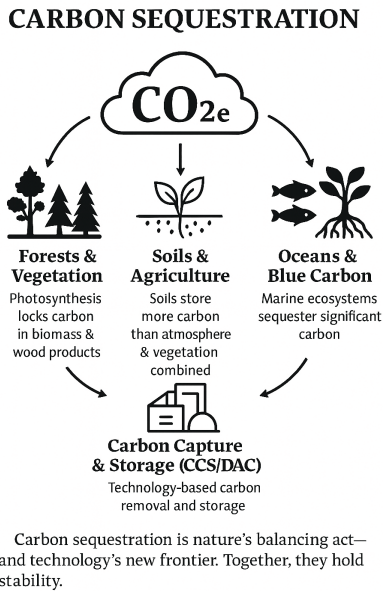 CARBON SEQUESTRATION
CO2e
Forests &
Vegetation
Photosynthesis
locks carbon
in biomass &
wood products
Soils &
Agriculture
Soils store
more carbon
than atmosphere
& vegetation
combined
Oceans &
Blue Carbon
Marine ecosystems
sequester significant
carbon
Carbon Capture
& Storage (CCS/DAC)
Technology-based carbon
removal and storage
Carbon sequestration is nature's balancing act—
and technology's new frontier. Together, they hold
stability.